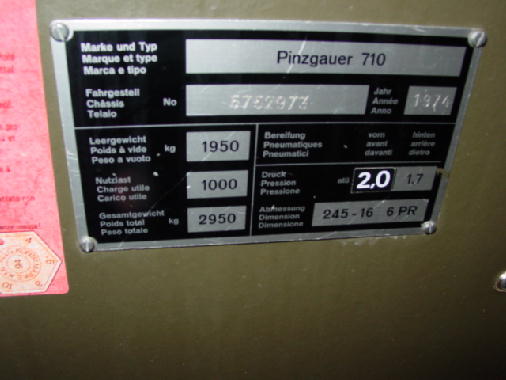 Marke und Typ
Marque et type
Marca e tipo
Pinzgauer 710
Fahrgestell
Châssis
Telaio
No
5752973
Jahr
Année
Anno
1974
Leergewicht
Poids à vide
Peso a vuoto
kg
1950
Nutzlast
Charge utile
Carico utile
1000
Gesamtgewicht
Poids total
Peso totale
kg
2950
Bereifung
Pneumatiques
Pneumatici
vorn
avant
davanti
hinten
arrière
dietro
Druck
Pression
Pressione
atü
2,0
1.7
Abmessung
Dimension
Dimensione
245-16 6 PR